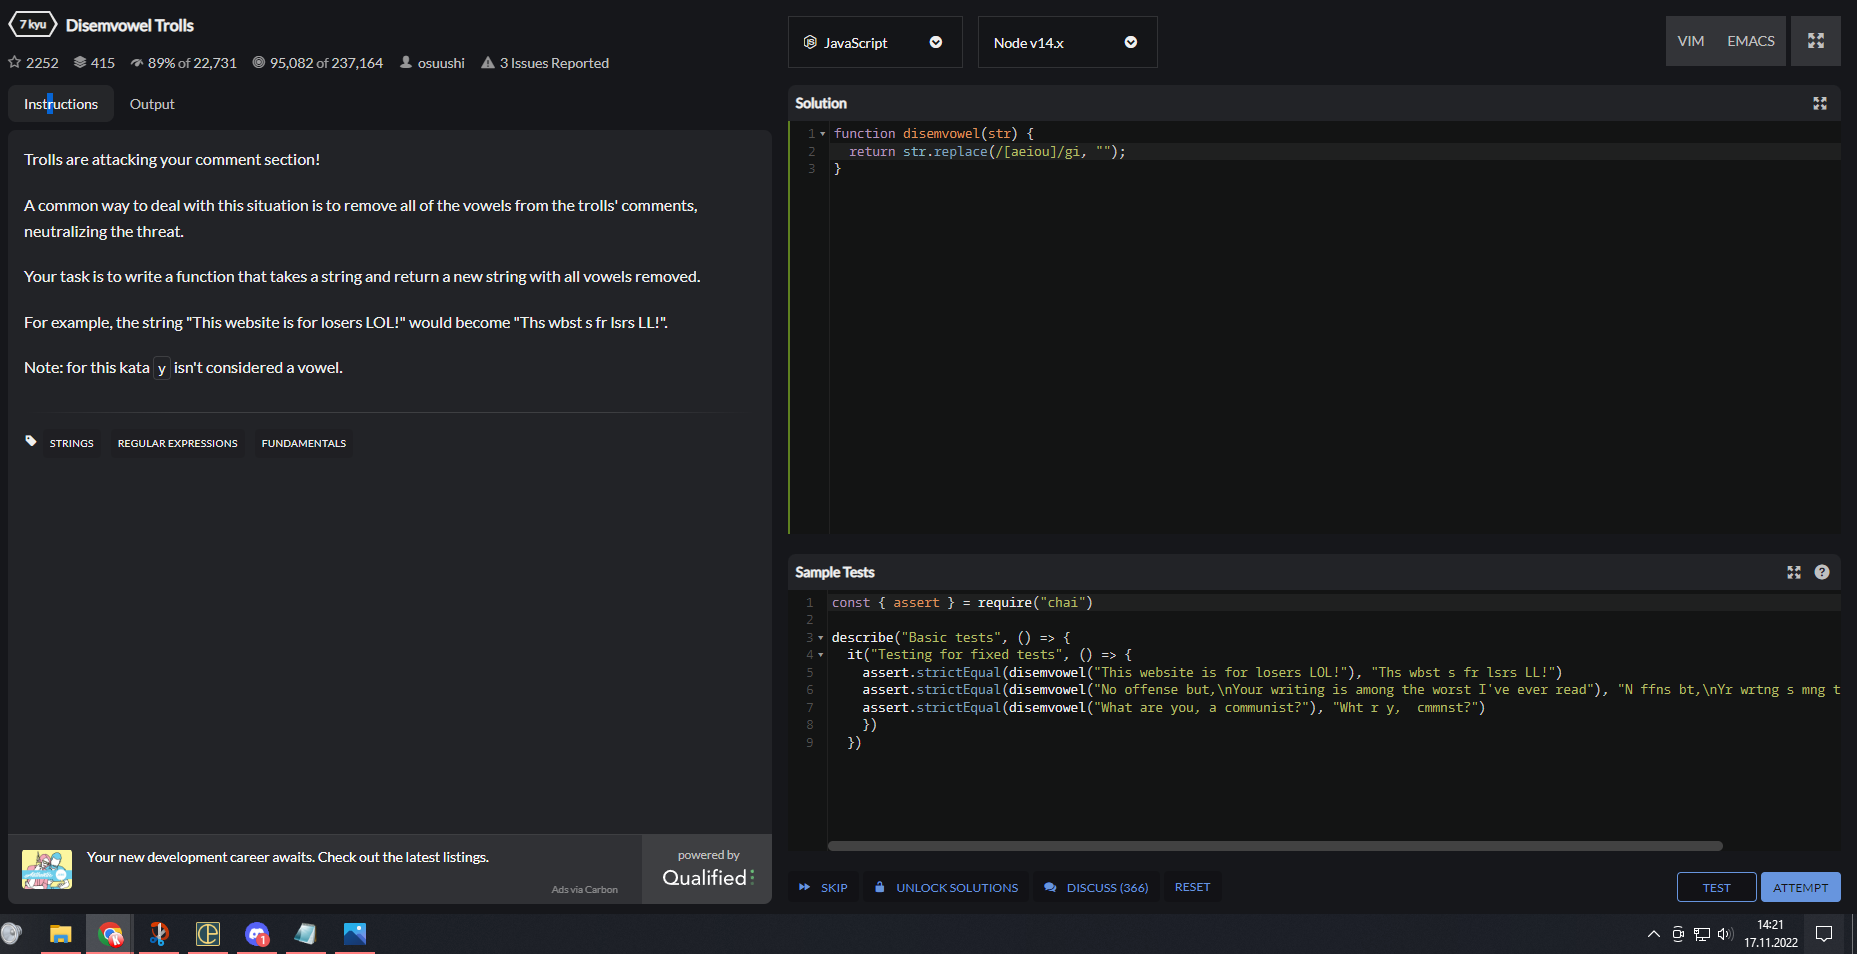 7 kyu Disemvowel Trolls
2252 415 89% of 22,731 95,082 of 237,164 osuushi 3 Issues Reported
Instructions Output
Trolls are attacking your comment section!
A common way to deal with this situation is to remove all of the vowels from the trolls' comments,
neutralizing the threat.
Your task is to write a function that takes a string and return a new string with all vowels removed.
For example, the string "This website is for losers LOL!" would become "Ths wbst s fr lsrs LL!".
Note: for this kata y isn't considered a vowel.
STRINGS REGULAR EXPRESSIONS FUNDAMENTALS
Your new development career awaits. Check out the latest listings.
Ads via Carbon
powered by
Qualified
JavaScript Node v14.x VIM EMACS
Solution
1 function disemvowel(str) {
2 return str.replace(/[aeiou]/gi, "");
3 }
Sample Tests ?
1 const { assert } = require("chai")
2
3 describe("Basic tests", () => {
4 it("Testing for fixed tests", () => {
5 assert.strictEqual(disemvowel("This website is for losers LOL!"), "Ths wbst s fr lsrs LL!")
6 assert.strictEqual(disemvowel("No offense but,\nYour writing is among the worst I've ever read"), "N ffns bt,\nYr wrtng s mng t
7 assert.strictEqual(disemvowel("What are you, a communist?"), "Wht r y,  cmmnst?")
8 })
9 })
SKIP UNLOCK SOLUTIONS DISCUSS (366) RESET TEST ATTEMPT
1
14:21
17.11.2022